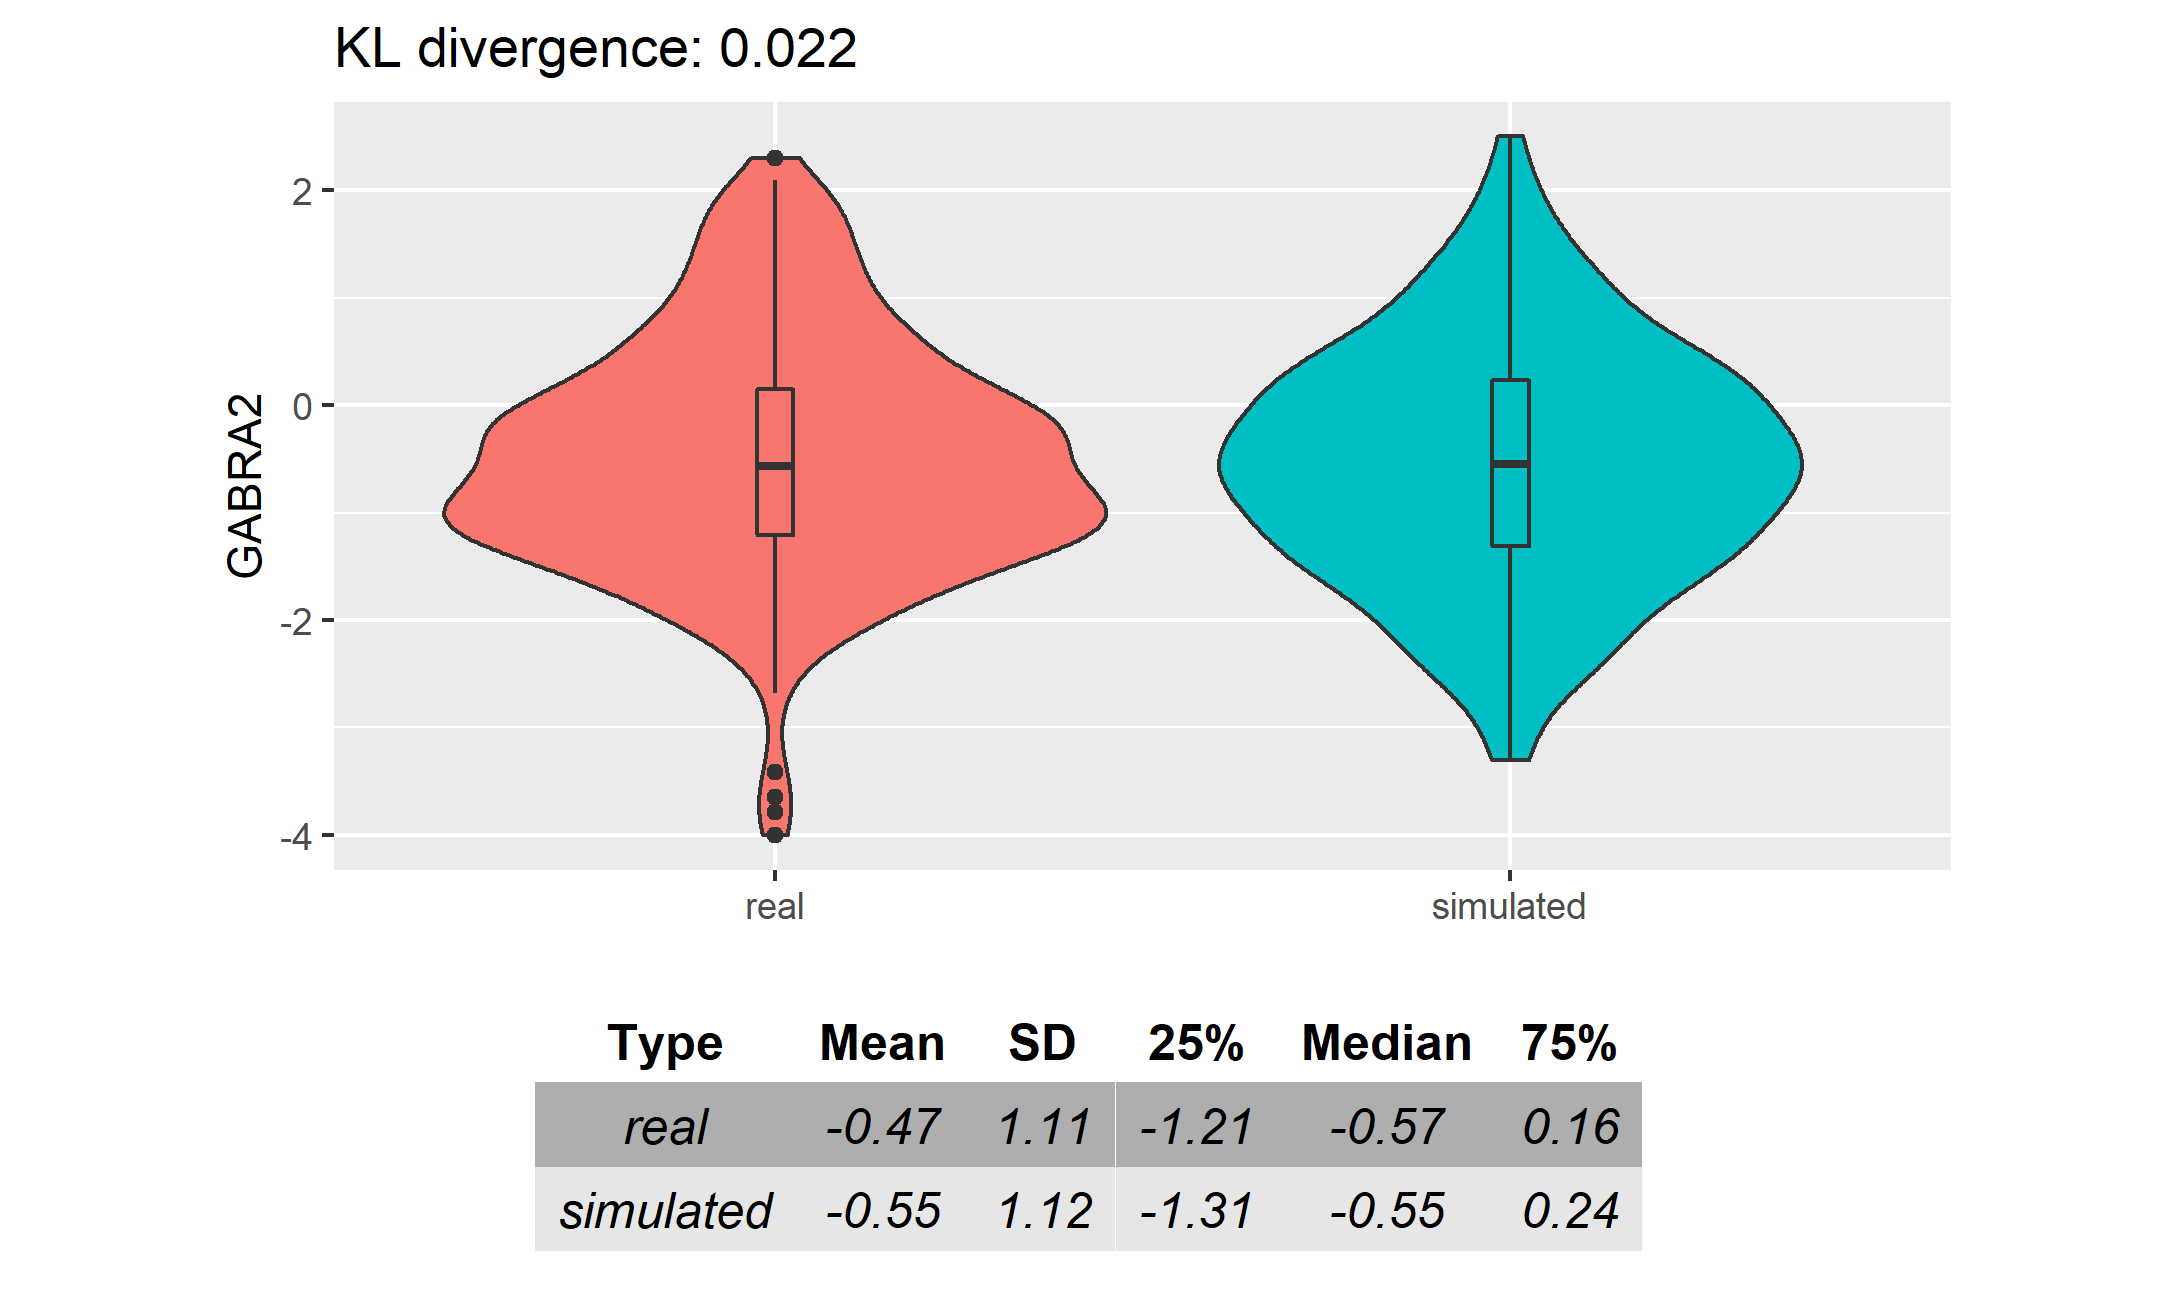 KL divergence: 0.022
GABRA2
2
0
-2
-4
real simulated
Type Mean SD 25% Median 75%
real -0.47 1.11 -1.21 -0.57 0.16
simulated -0.55 1.12 -1.31 -0.55 0.24